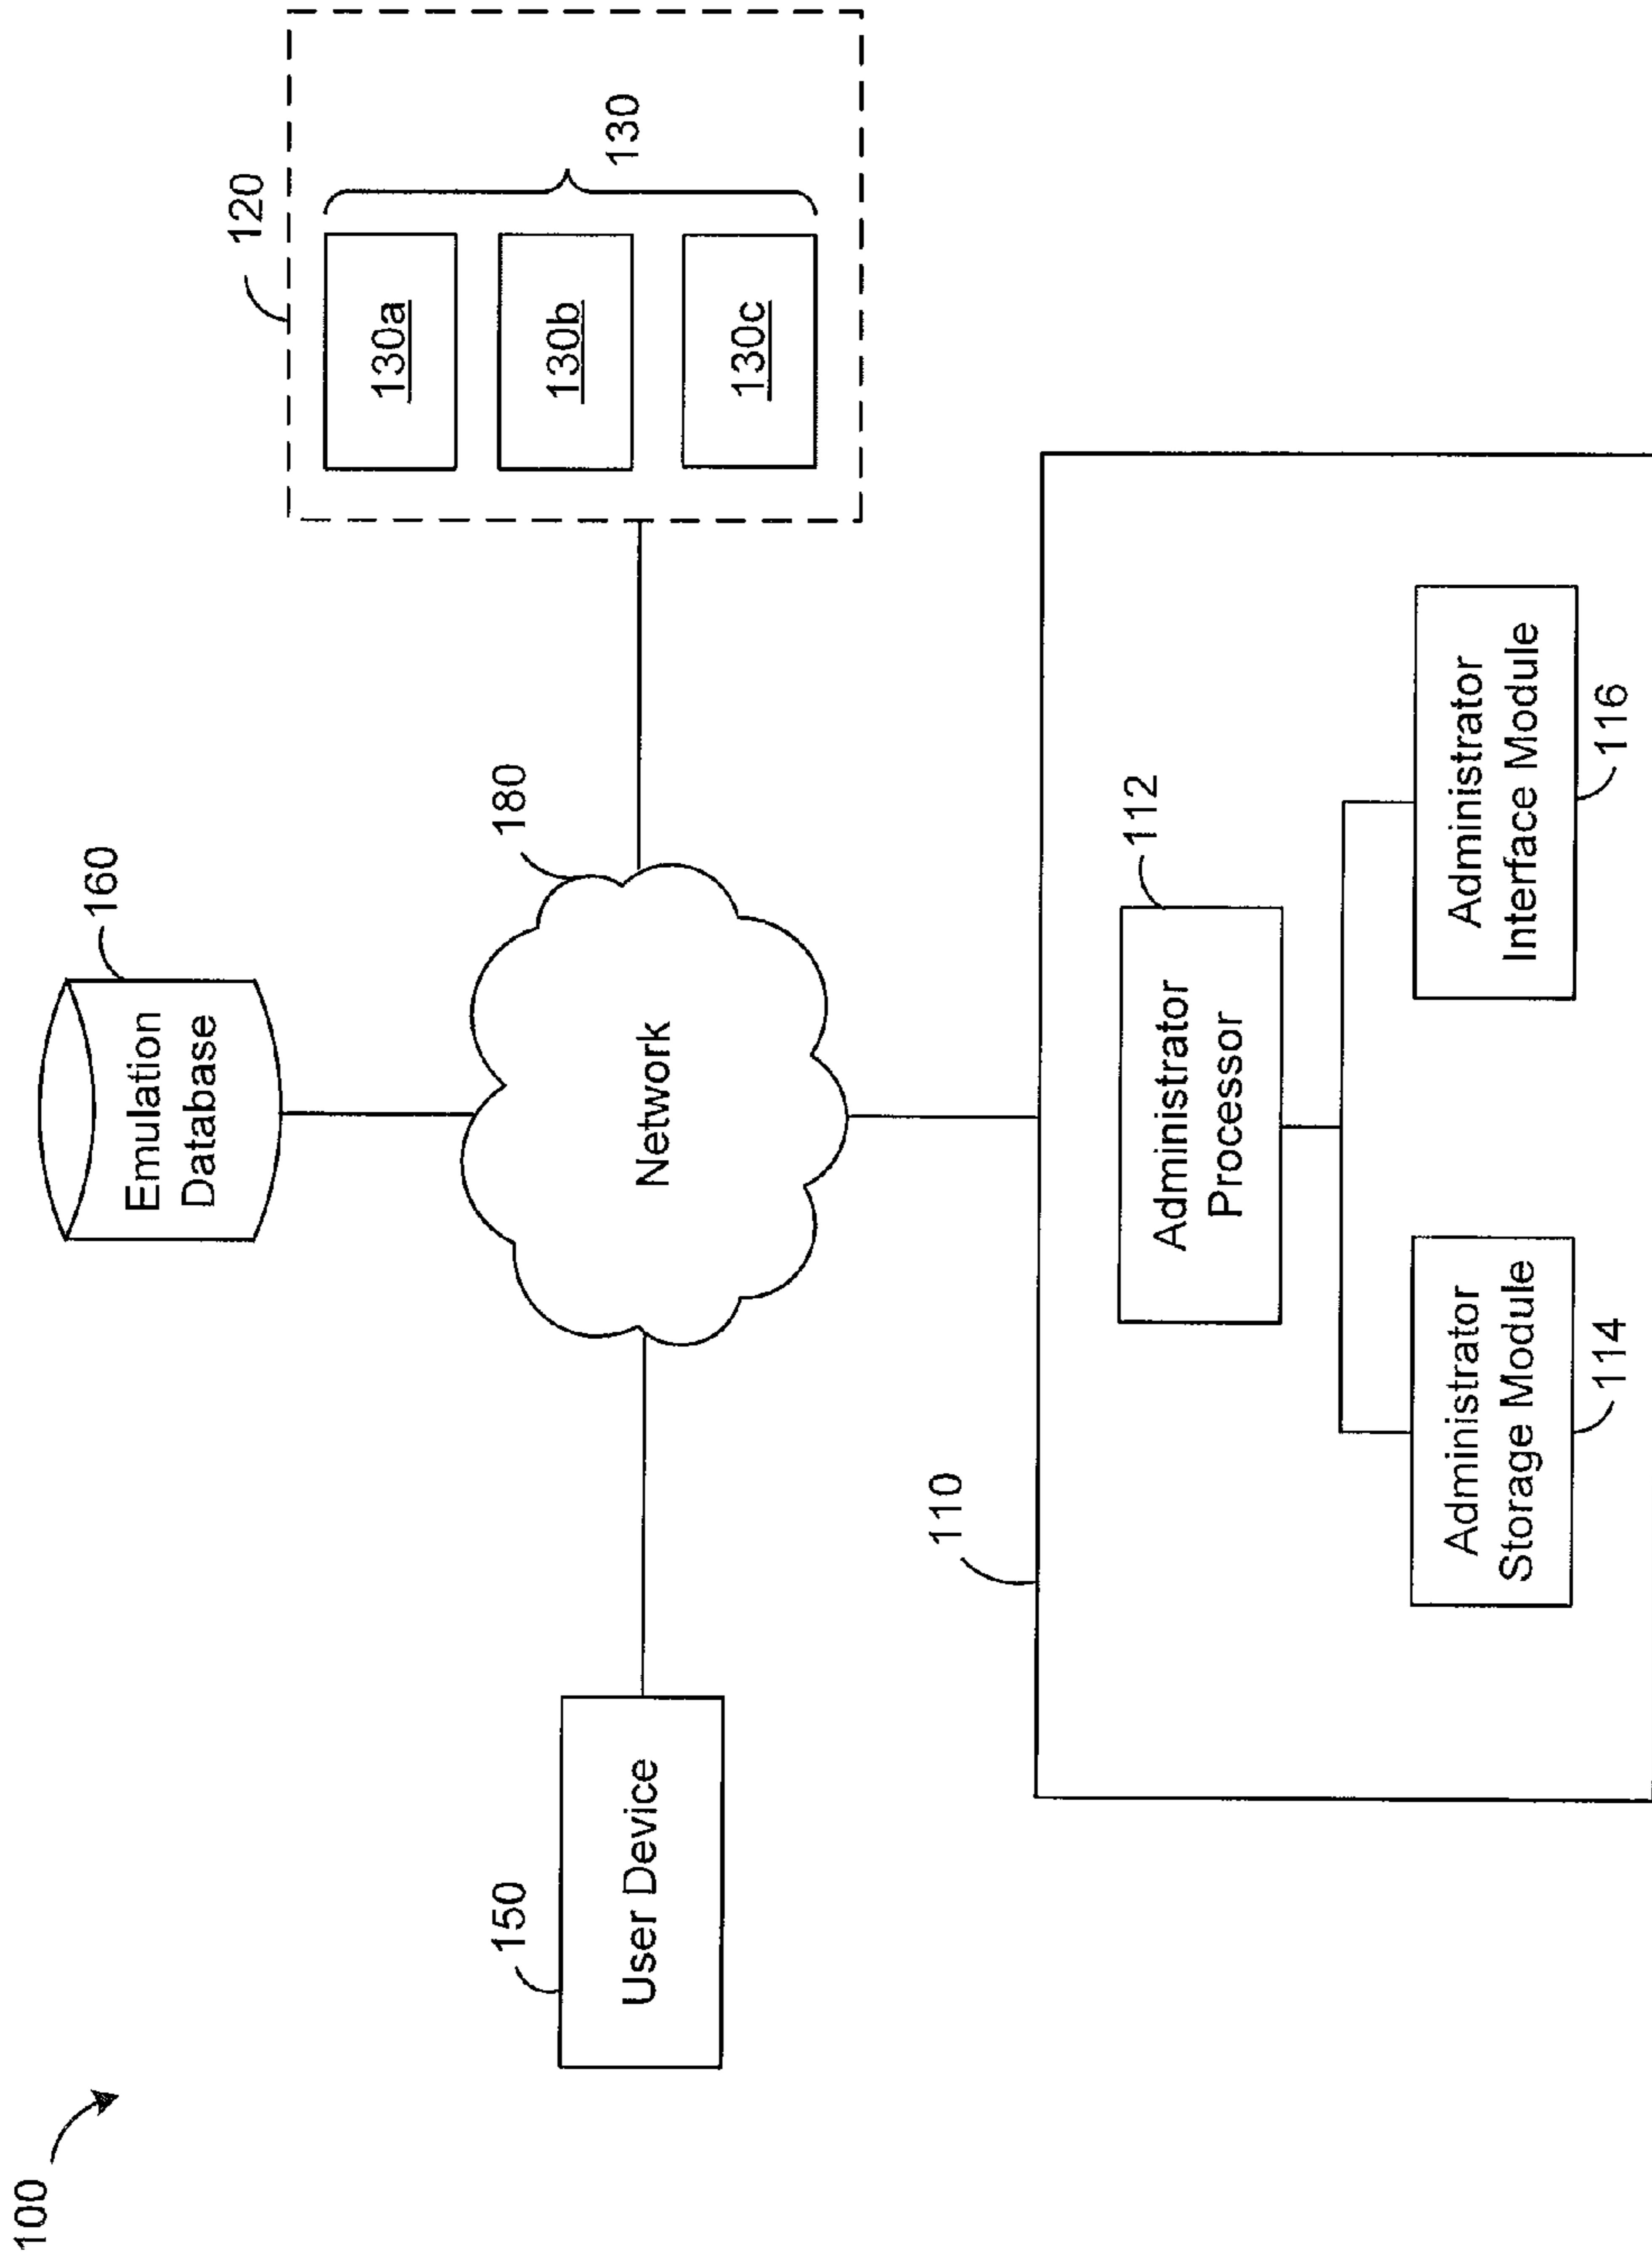 100
160
Emulation
Database
120
130a
130b
130c
130
150
User Device
180
Network
110
112
Administrator
Processor
Administrator
Storage Module
114
Administrator
Interface Module
116